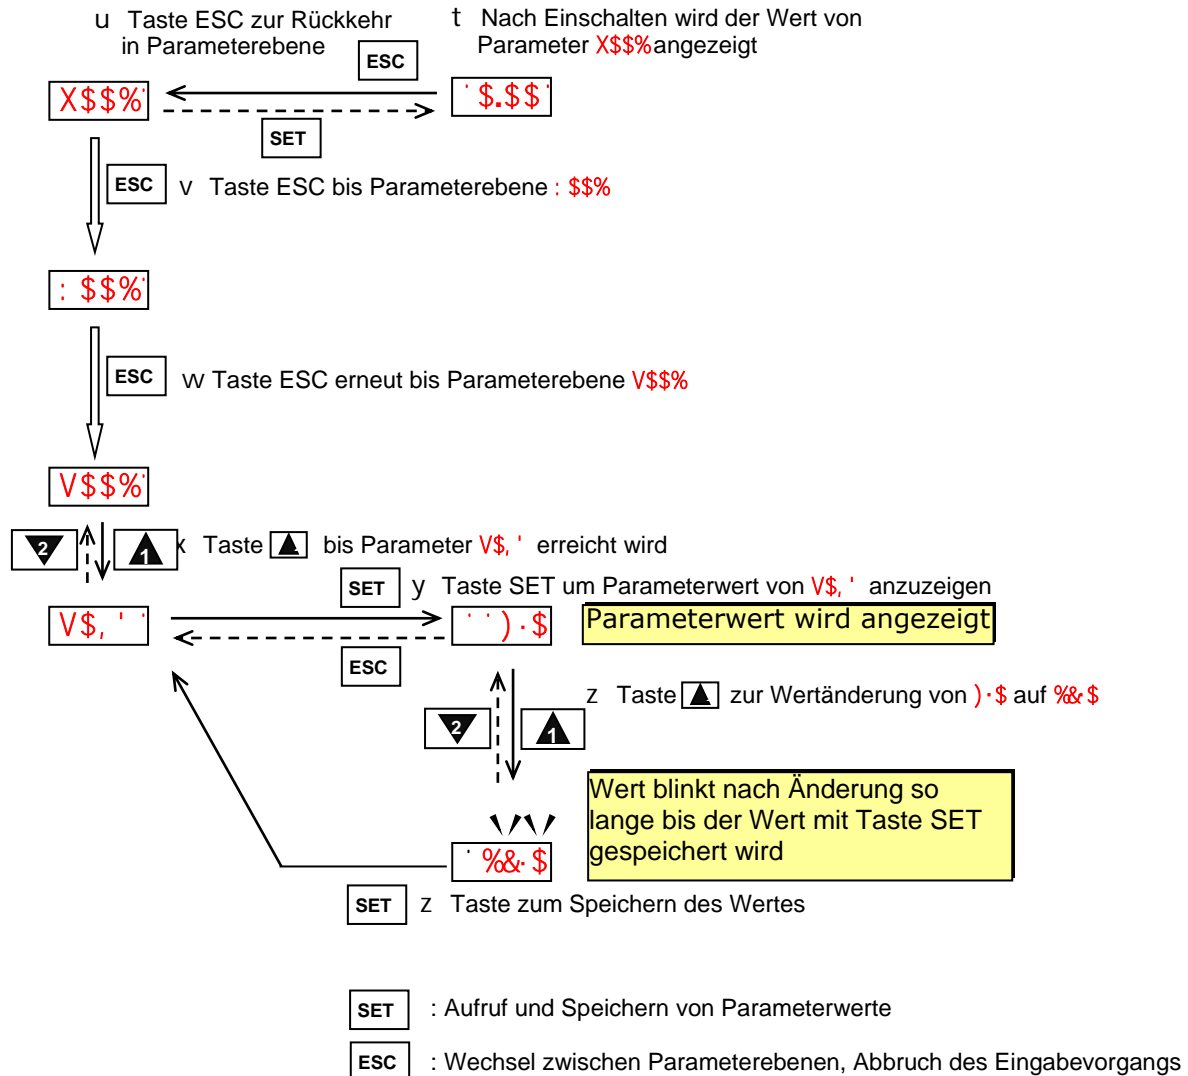 u Taste ESC zur Rückkehr
in Parameterebene
t Nach Einschalten wird der Wert von
Parameter X$$% angezeigt
ESC
X$$%'
' $.$$'
SET
ESC
v Taste ESC bis Parameterebene : $$%
: $$%'
ESC
w Taste ESC erneut bis Parameterebene V$$%
V$$%'
2
1
x Taste ▲ bis Parameter V$, ' erreicht wird
SET
y Taste SET um Parameterwert von V$, ' anzuzeigen
V$, ' '
' ' ) · $
Parameterwert wird angezeigt
ESC
z Taste ▲ zur Wertänderung von ) · $ auf %&· $
2
1
Wert blinkt nach Änderung so
lange bis der Wert mit Taste SET
gespeichert wird
' %&· $
SET
z Taste zum Speichern des Wertes
SET : Aufruf und Speichern von Parameterwerte
ESC : Wechsel zwischen Parameterebenen, Abbruch des Eingabevorgangs